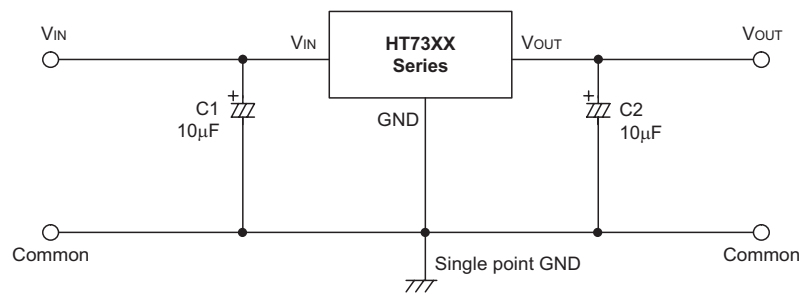 VIN
VIN
HT73XX
Series
VOUT
VOUT
+
C1
10μF
GND
+
C2
10μF
Common
Single point GND
Common